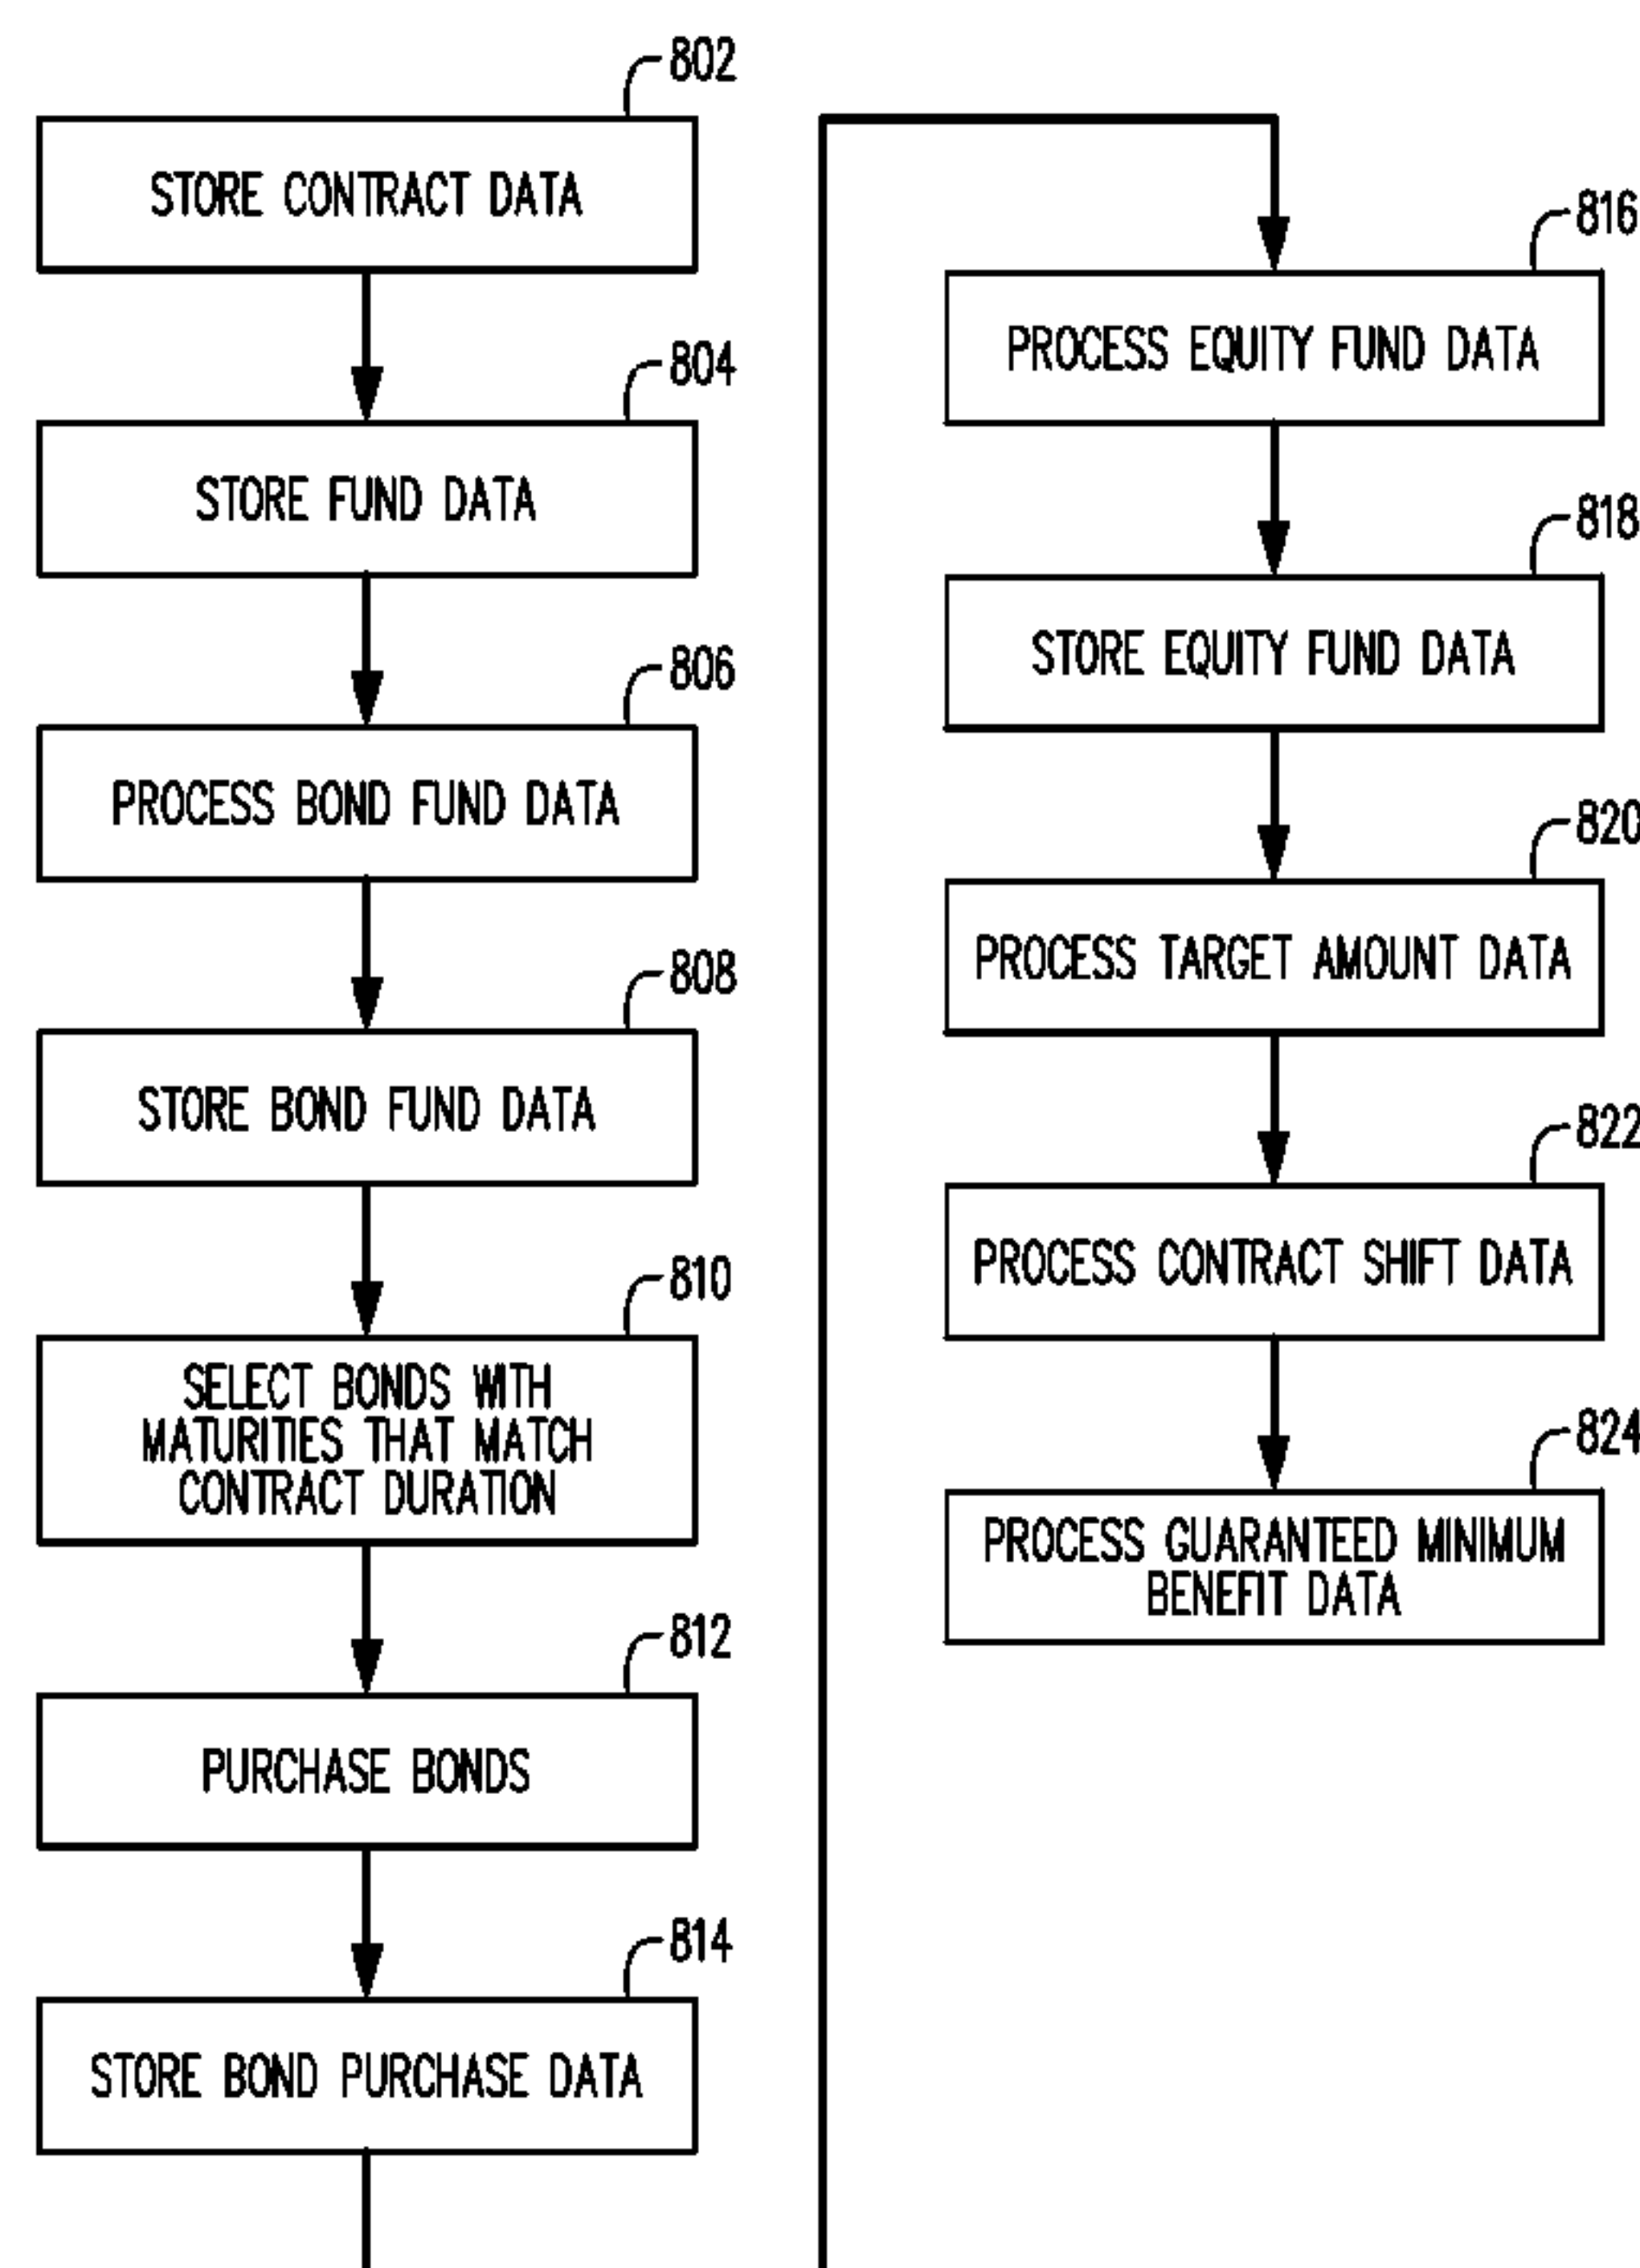 802
STORE CONTRACT DATA
804
STORE FUND DATA
806
PROCESS BOND FUND DATA
808
STORE BOND FUND DATA
810
SELECT BONDS WITH
MATURITIES THAT MATCH
CONTRACT DURATION
812
PURCHASE BONDS
814
STORE BOND PURCHASE DATA
816
PROCESS EQUITY FUND DATA
818
STORE EQUITY FUND DATA
820
PROCESS TARGET AMOUNT DATA
822
PROCESS CONTRACT SHIFT DATA
824
PROCESS GUARANTEED MINIMUM
BENEFIT DATA